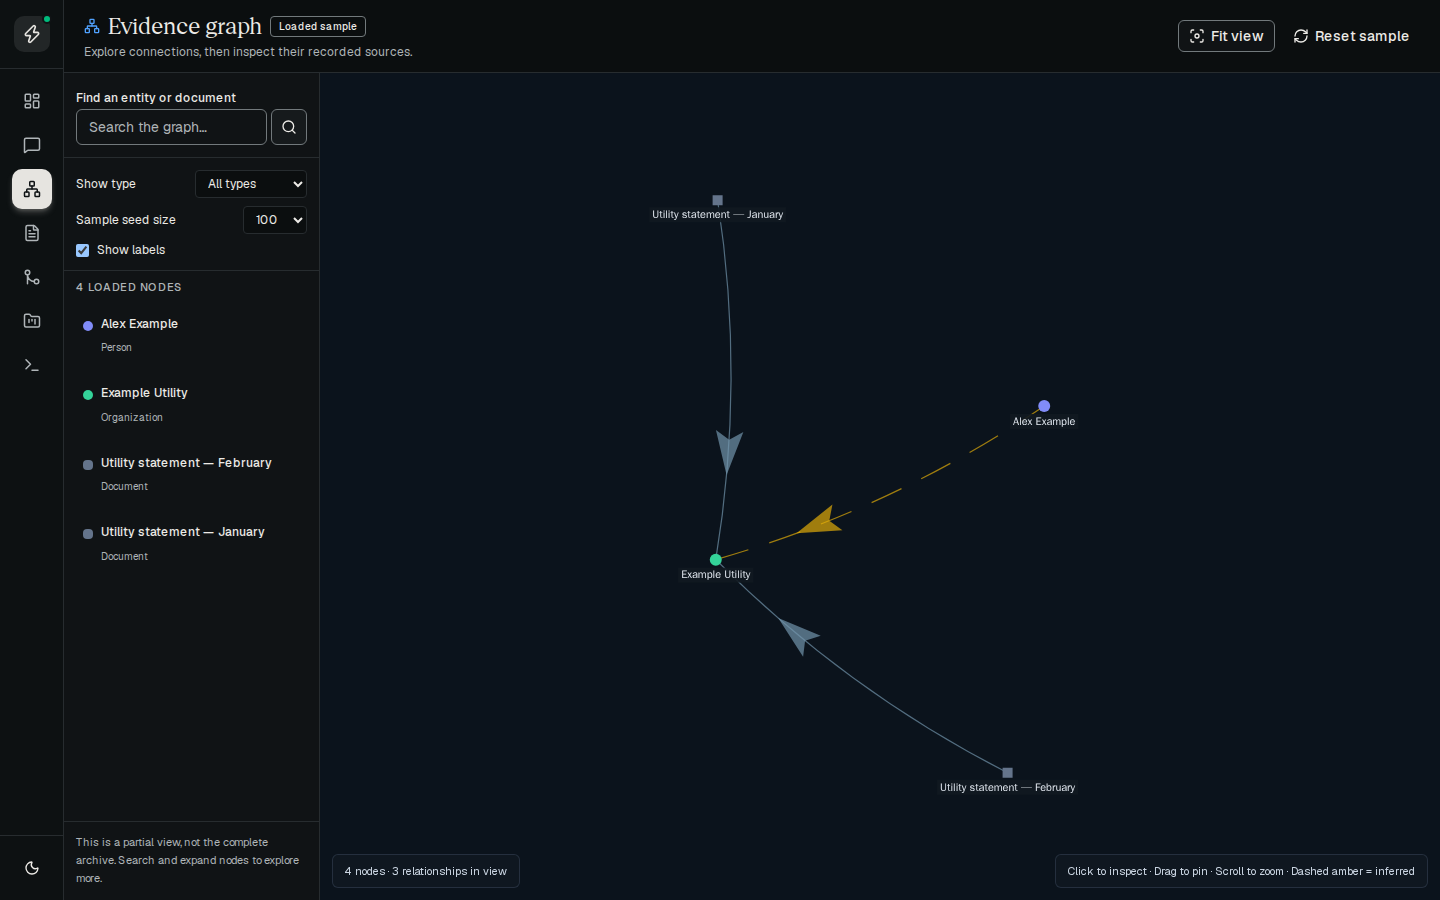 Evidence graph
Loaded sample
Explore connections, then inspect their recorded sources.
Fit view
Reset sample
Find an entity or document
Search the graph...
Show type
All types
Sample seed size
100
Show labels
4 LOADED NODES
Alex Example
Person
Example Utility
Organization
Utility statement — February
Document
Utility statement — January
Document
This is a partial view, not the complete
archive. Search and expand nodes to explore
more.
Utility statement — January
Alex Example
Example Utility
Utility statement — February
4 nodes · 3 relationships in view
Click to inspect · Drag to pin · Scroll to zoom · Dashed amber = inferred